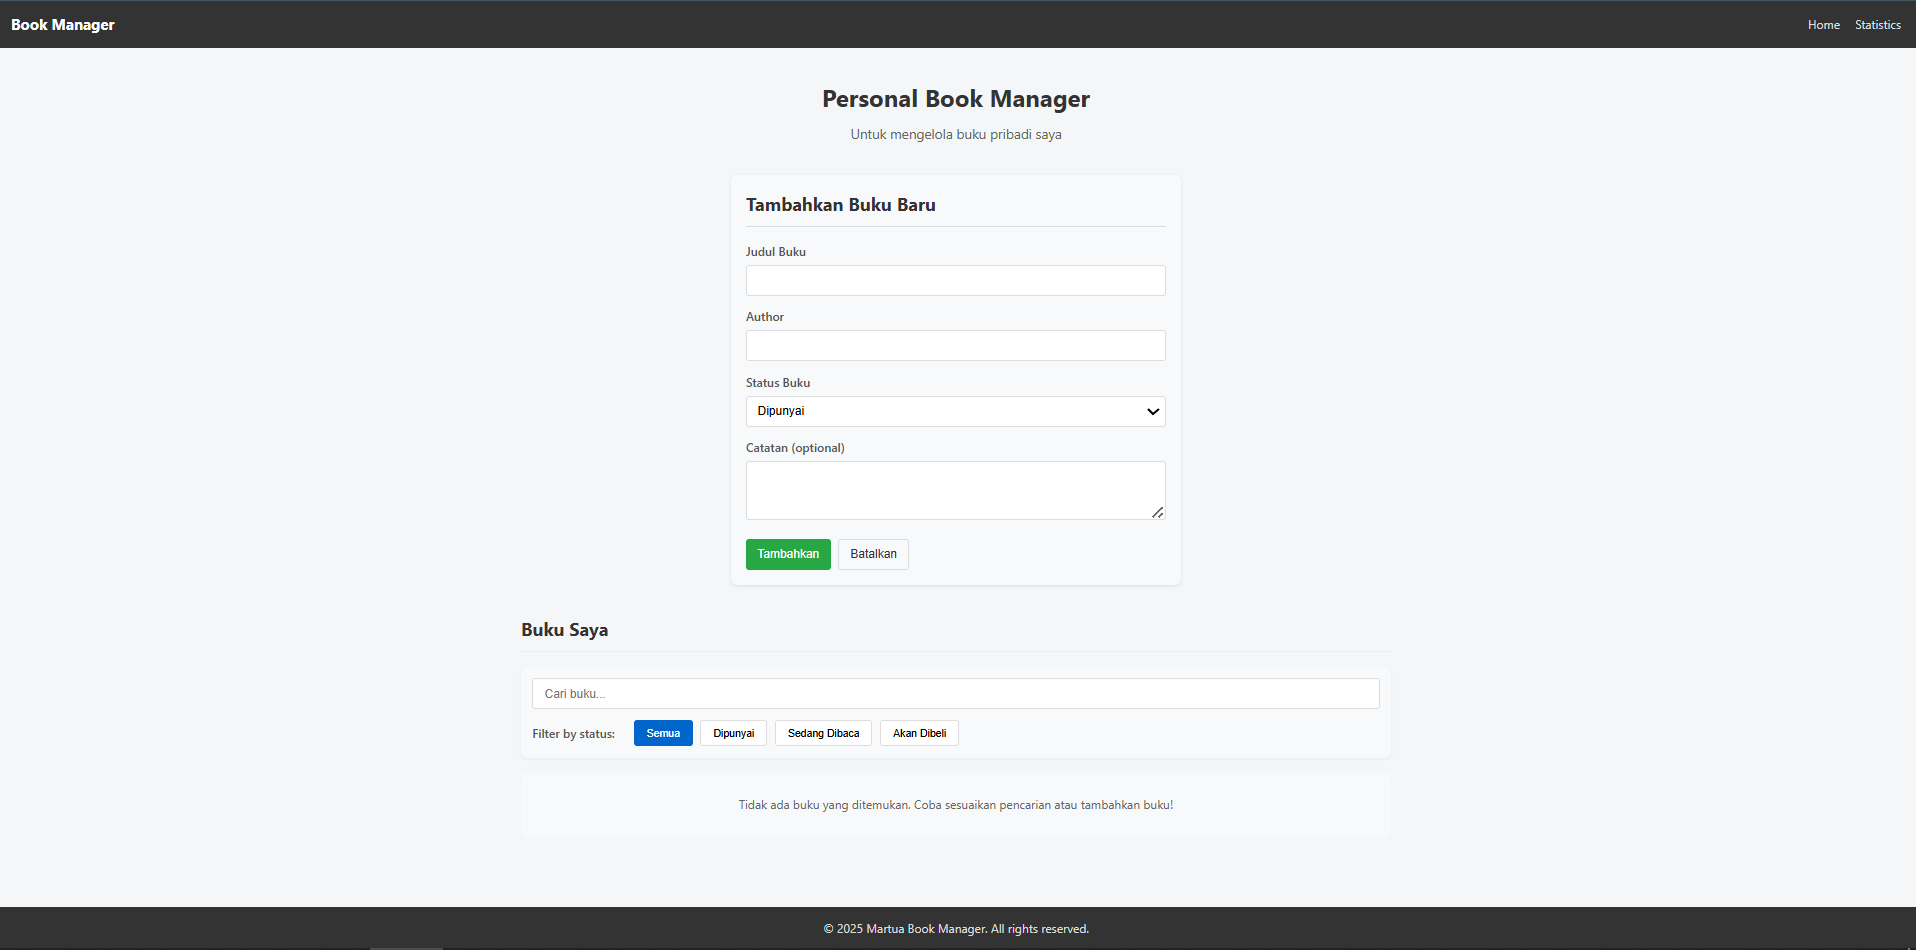 Book Manager
Home Statistics
Personal Book Manager
Untuk mengelola buku pribadi saya
Tambahkan Buku Baru
Judul Buku
Author
Status Buku
Dipunyai
Catatan (optional)
Tambahkan Batalkan
Buku Saya
Cari buku...
Filter by status: Semua Dipunyai Sedang Dibaca Akan Dibeli
Tidak ada buku yang ditemukan. Coba sesuaikan pencarian atau tambahkan buku!
© 2025 Martua Book Manager. All rights reserved.